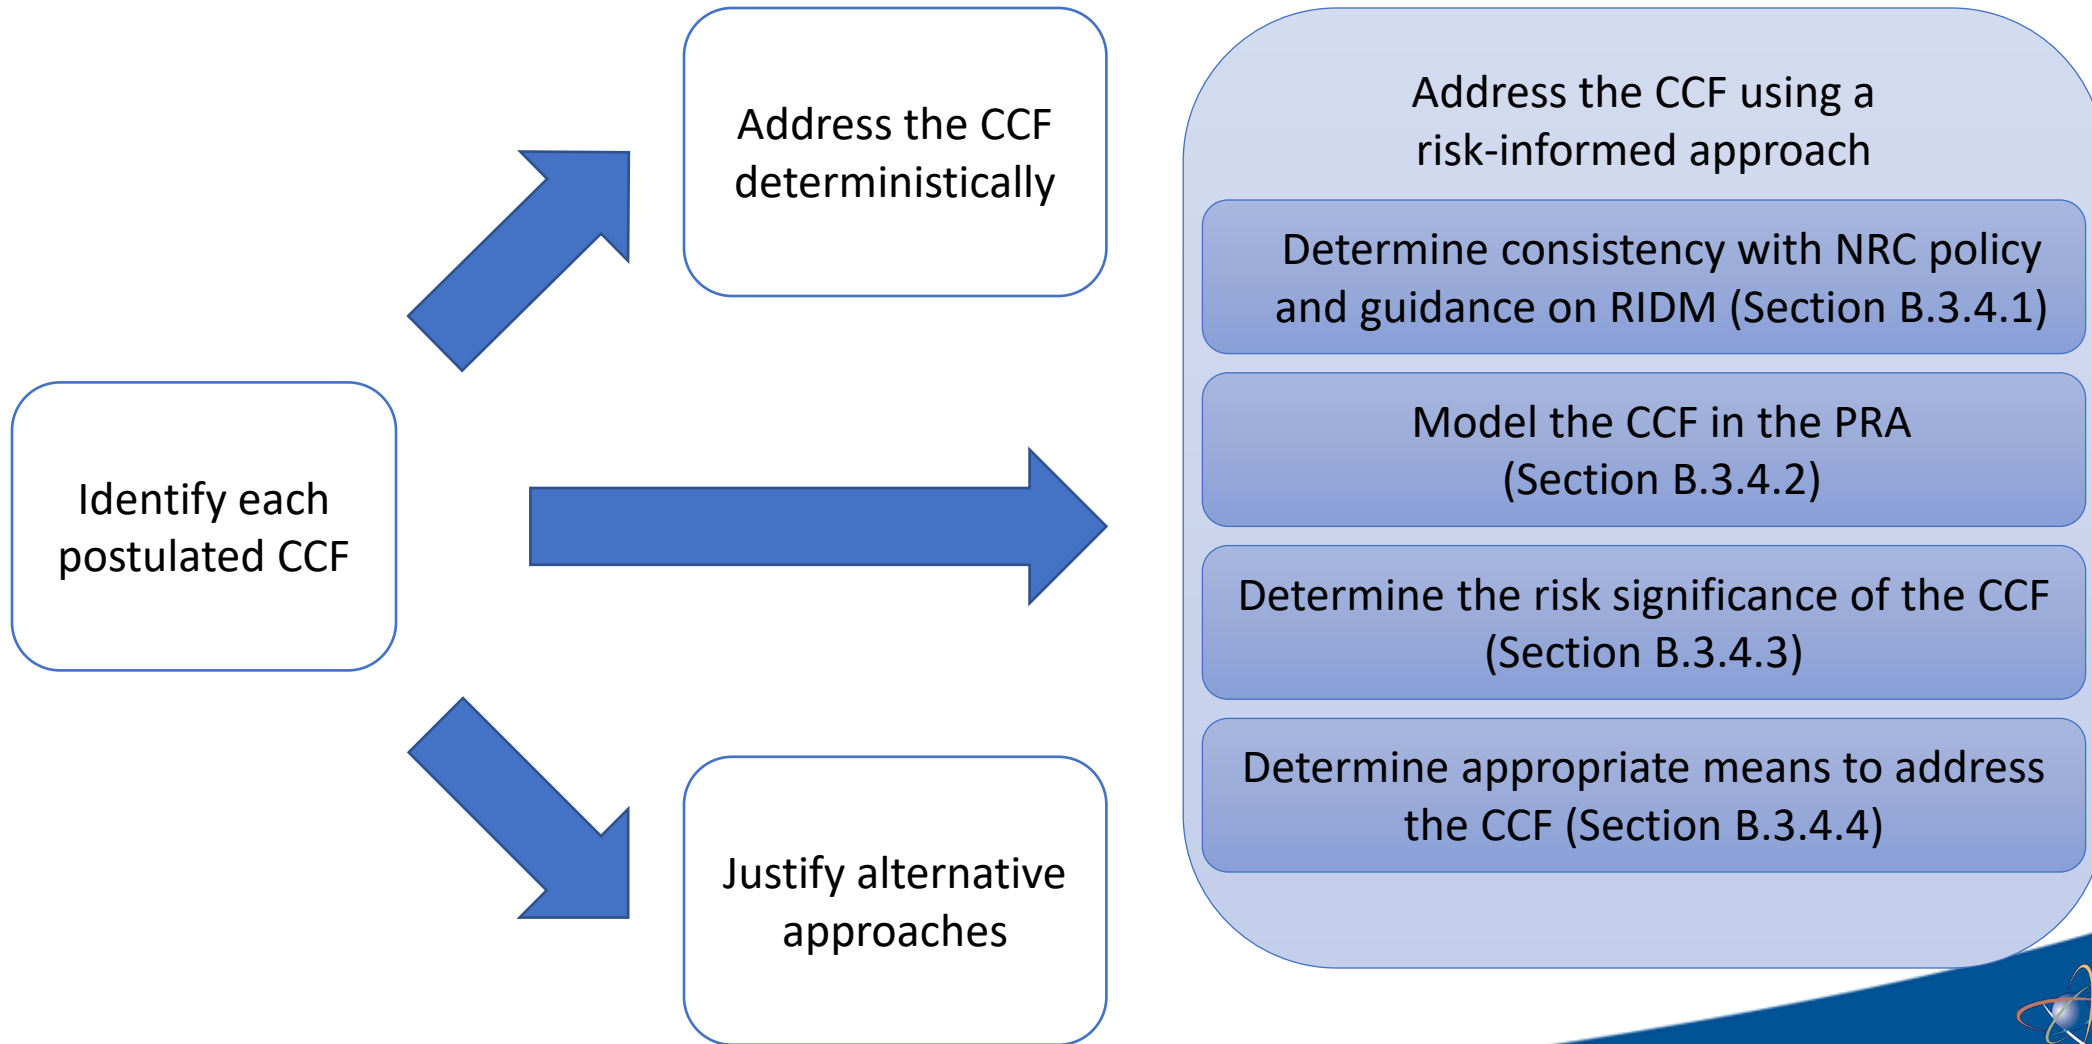 Identify each
postulated CCF
Address the CCF
deterministically
Justify alternative
approaches
Address the CCF using a
risk-informed approach
Determine consistency with NRC policy
and guidance on RIDM (Section B.3.4.1)
Model the CCF in the PRA
(Section B.3.4.2)
Determine the risk significance of the CCF
(Section B.3.4.3)
Determine appropriate means to address
the CCF (Section B.3.4.4)